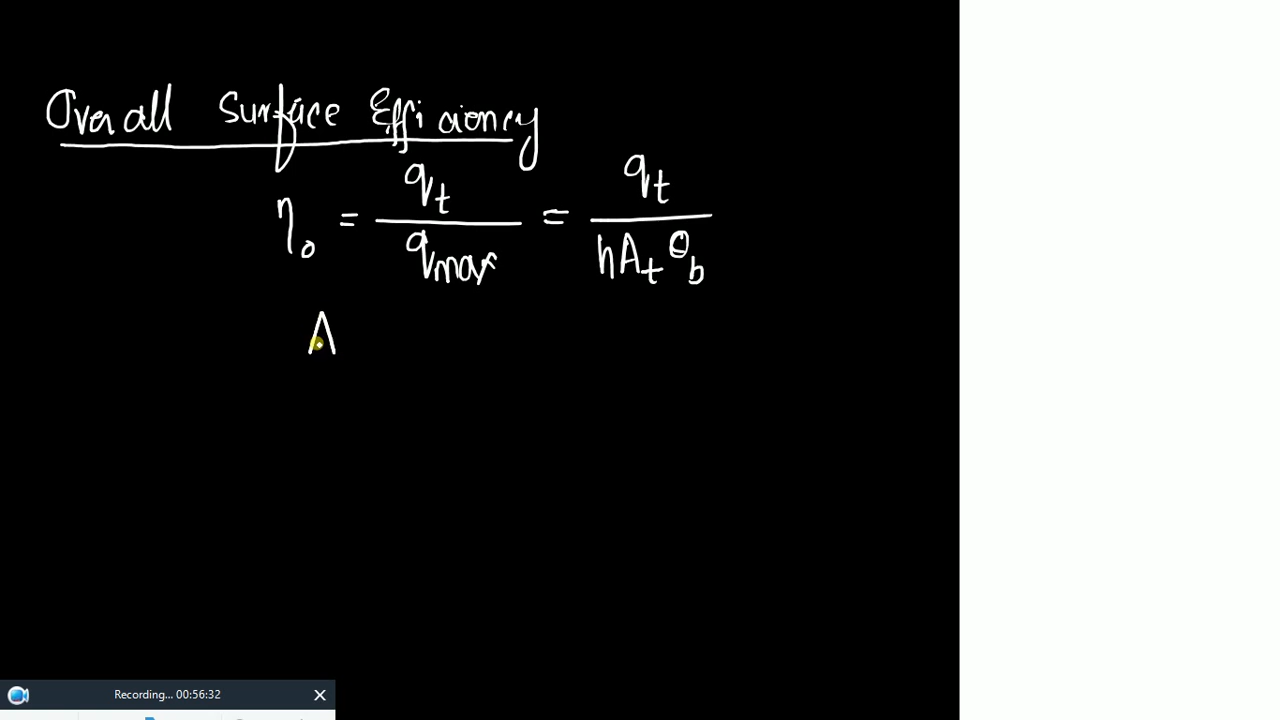 Overall Surface Efficiency
η₀ = q_t / q_max = q_t / hA_t θ_b
A
Recording... 00:56:32